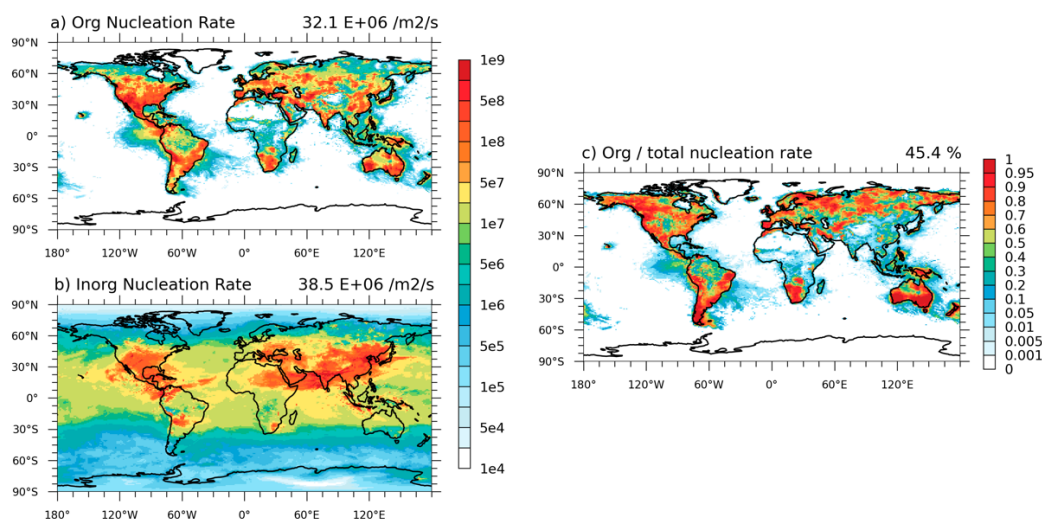 a) Org Nucleation Rate 32.1 E+06 /m2/s
90°N
60°N
30°N
0°
30°S
60°S
90°S
180° 120°W 60°W 0° 60°E 120°E
b) Inorg Nucleation Rate 38.5 E+06 /m2/s
90°N
60°N
30°N
0°
30°S
60°S
90°S
180° 120°W 60°W 0° 60°E 120°E
1e9
5e8
1e8
5e7
1e7
5e6
1e6
5e5
1e5
5e4
1e4
c) Org / total nucleation rate 45.4 %
90°N
60°N
30°N
0°
30°S
60°S
90°S
180° 120°W 60°W 0° 60°E 120°E
1
0.95
0.9
0.8
0.7
0.6
0.5
0.4
0.3
0.2
0.1
0.05
0.01
0.005
0.001
0